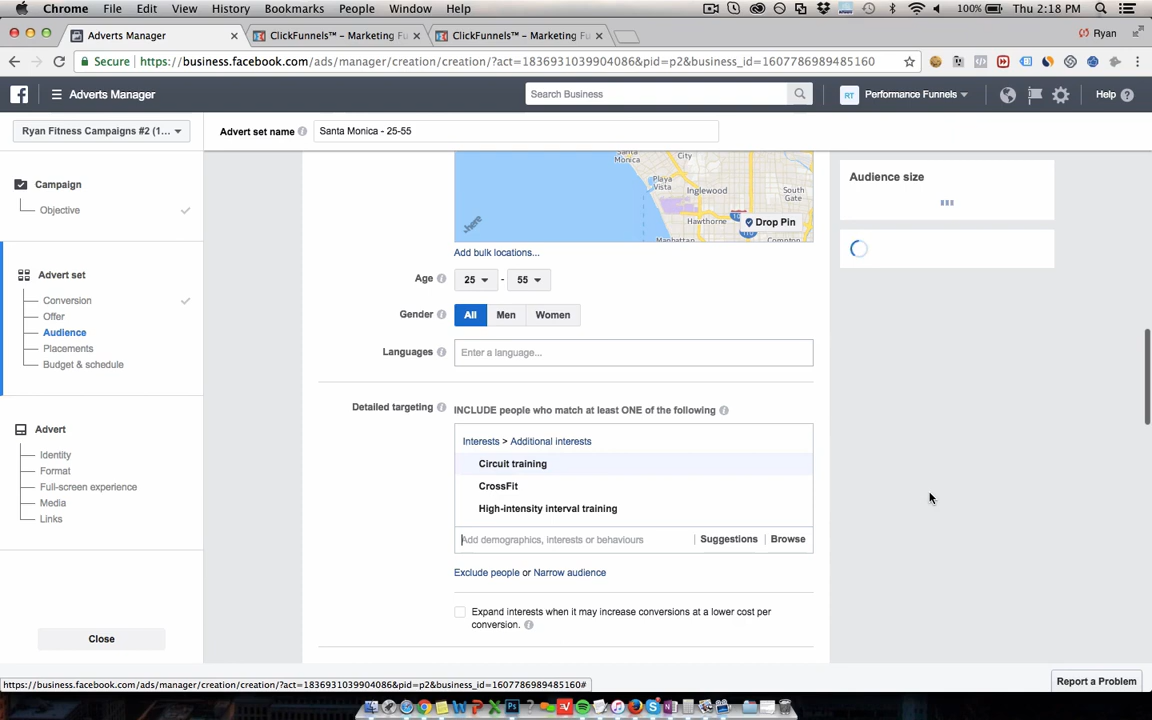 Chrome File Edit View History Bookmarks People Window Help 100% Thu 2:18 PM
Adverts Manager ClickFunnels™ – Marketing Fu ClickFunnels™ – Marketing Fu Ryan
Secure https://business.facebook.com/ads/manager/creation/creation/?act=1836931039904086&pid=p2&business_id=1607786989485160
Adverts Manager Search Business RT Performance Funnels Help
Ryan Fitness Campaigns #2 (1... Advert set name Santa Monica - 25-55
Campaign
Objective
Advert set
Conversion
Offer
Audience
Placements
Budget & schedule
Advert
Identity
Format
Full-screen experience
Media
Links
Close
Santa Monica
City
Playa Vista
Inglewood
South Gate
Hawthorne
Compton
Manhattan
here
Drop Pin
Add bulk locations...
Age 25 - 55
Gender All Men Women
Languages Enter a language...
Detailed targeting INCLUDE people who match at least ONE of the following
Interests > Additional interests
Circuit training
CrossFit
High-intensity interval training
Add demographics, interests or behaviours Suggestions Browse
Exclude people or Narrow audience
Expand interests when it may increase conversions at a lower cost per
conversion.
Audience size
https://business.facebook.com/ads/manager/creation/creation/?act=1836931039904086&pid=p2&business_id=1607786989485160#
Report a Problem